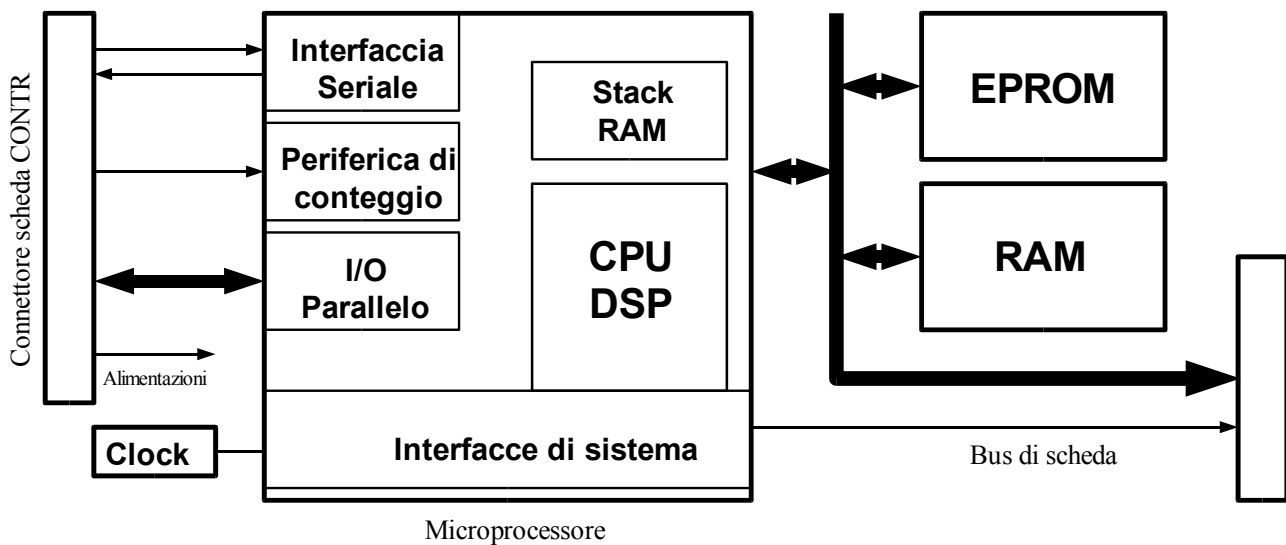 Connettore scheda CONTR
Interfaccia
Seriale
Periferica di
conteggio
I/O
Parallelo
Alimentazioni
Clock
Stack
RAM
CPU
DSP
Interfacce di sistema
Microprocessore
EPROM
RAM
Bus di scheda